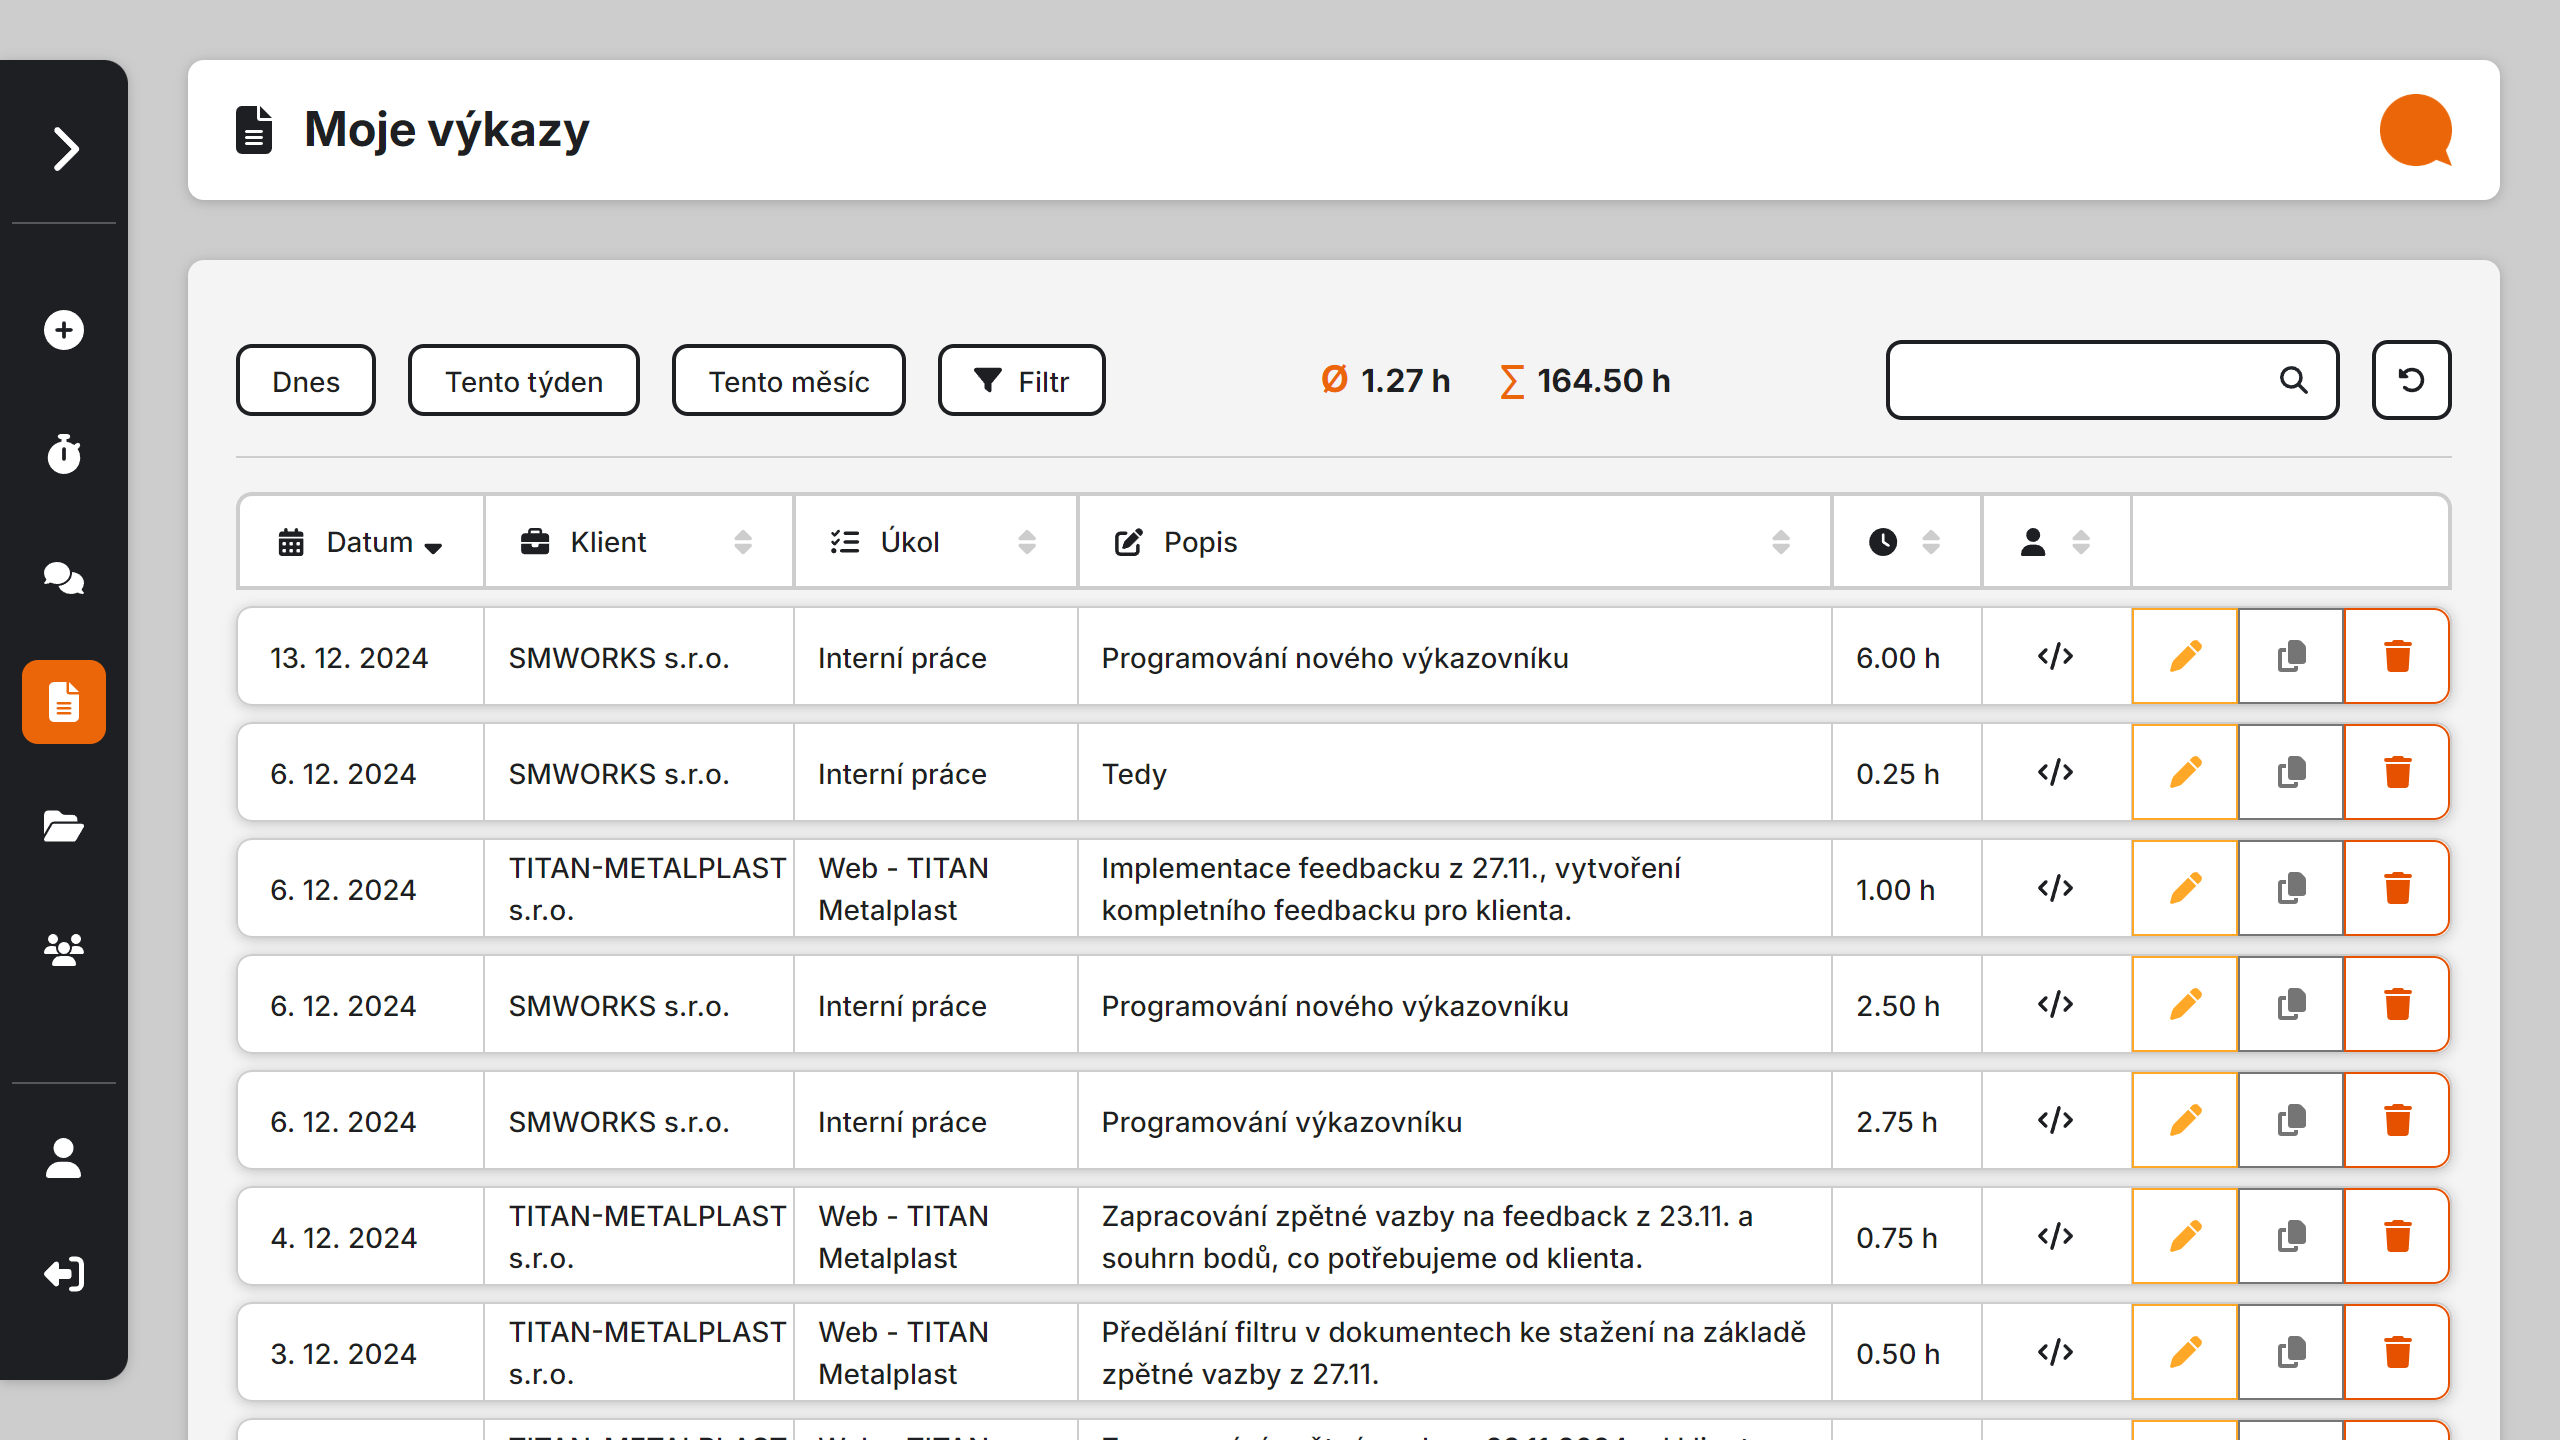 Moje výkazy
Dnes
Tento týden
Tento měsíc
Filtr
Ø 1.27 h
∑ 164.50 h
Datum
Klient
Úkol
Popis
13. 12. 2024
SMWORKS s.r.o.
Interní práce
Programování nového výkazovníku
6.00 h
6. 12. 2024
SMWORKS s.r.o.
Interní práce
Tedy
0.25 h
6. 12. 2024
TITAN-METALPLAST
s.r.o.
Web - TITAN
Metalplast
Implementace feedbacku z 27.11., vytvoření
kompletního feedbacku pro klienta.
1.00 h
6. 12. 2024
SMWORKS s.r.o.
Interní práce
Programování nového výkazovníku
2.50 h
6. 12. 2024
SMWORKS s.r.o.
Interní práce
Programování výkazovníku
2.75 h
4. 12. 2024
TITAN-METALPLAST
s.r.o.
Web - TITAN
Metalplast
Zapracování zpětné vazby na feedback z 23.11. a
souhrn bodů, co potřebujeme od klienta.
0.75 h
3. 12. 2024
TITAN-METALPLAST
s.r.o.
Web - TITAN
Metalplast
Předělání filtru v dokumentech ke stažení na základě
zpětné vazby z 27.11.
0.50 h